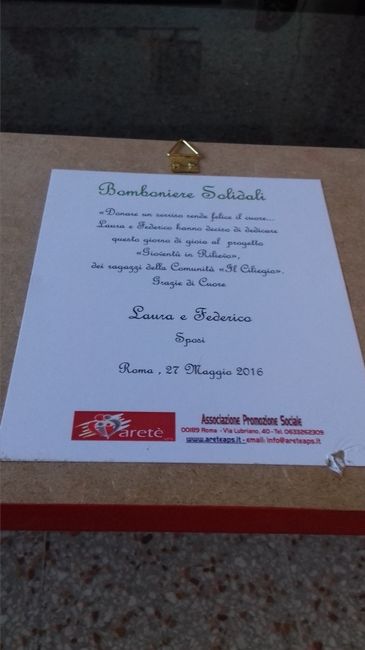 Bomboniere Solidali
«Donare un sorriso rende felice il cuore...
Laura e Federico hanno deciso di dedicare
questo giorno di gioia al progetto
«Gioventù in Rilievo»,
dei ragazzi della Comunità «Il Ciliegio».
Grazie di Cuore
Laura e Federico
Sposi
Roma , 27 Maggio 2016
aretè
Associazione Promozione Sociale
00189 Roma - Via Lubriano, 40 -Tel. 0633262309
www.areteaps.it - email: info@areteaps.it